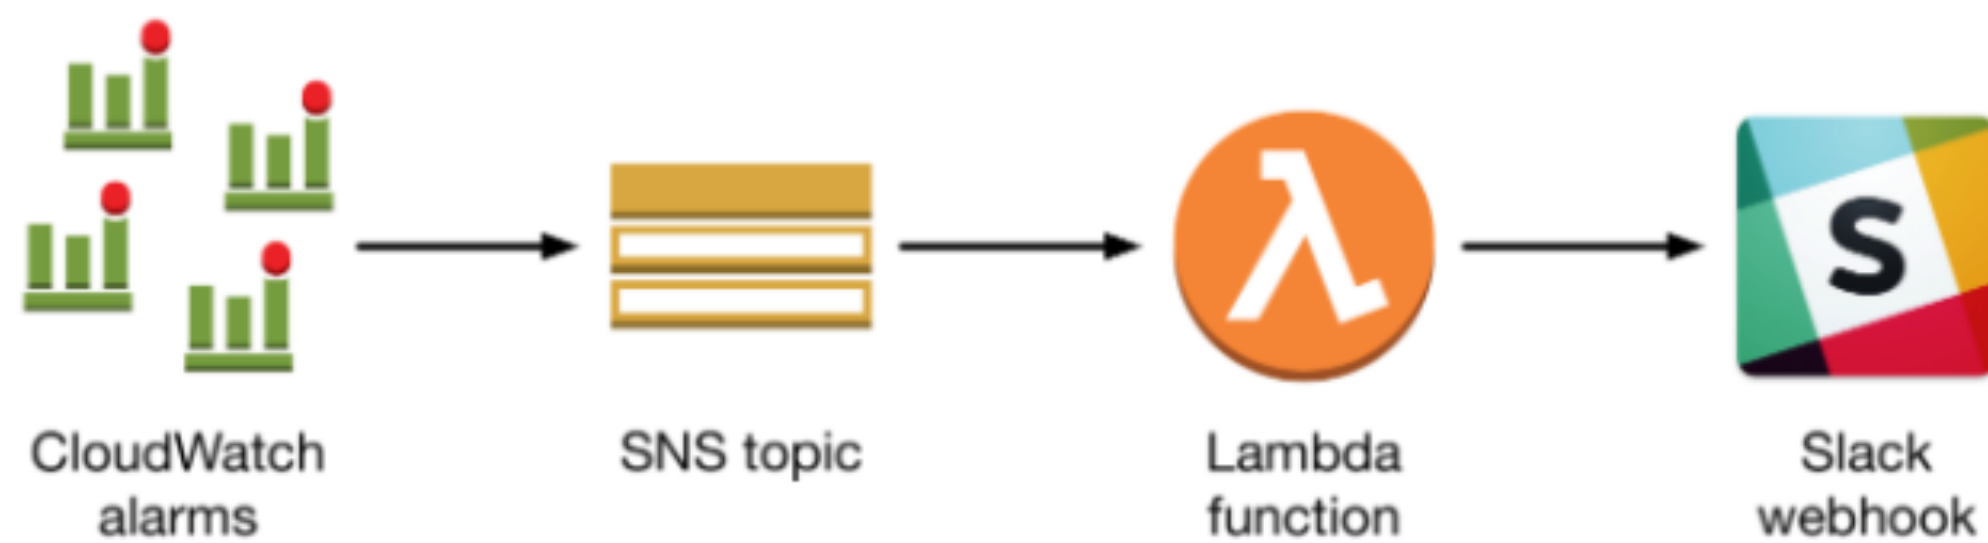 S
CloudWatch
alarms
SNS topic
Lambda
function
Slack
webhook